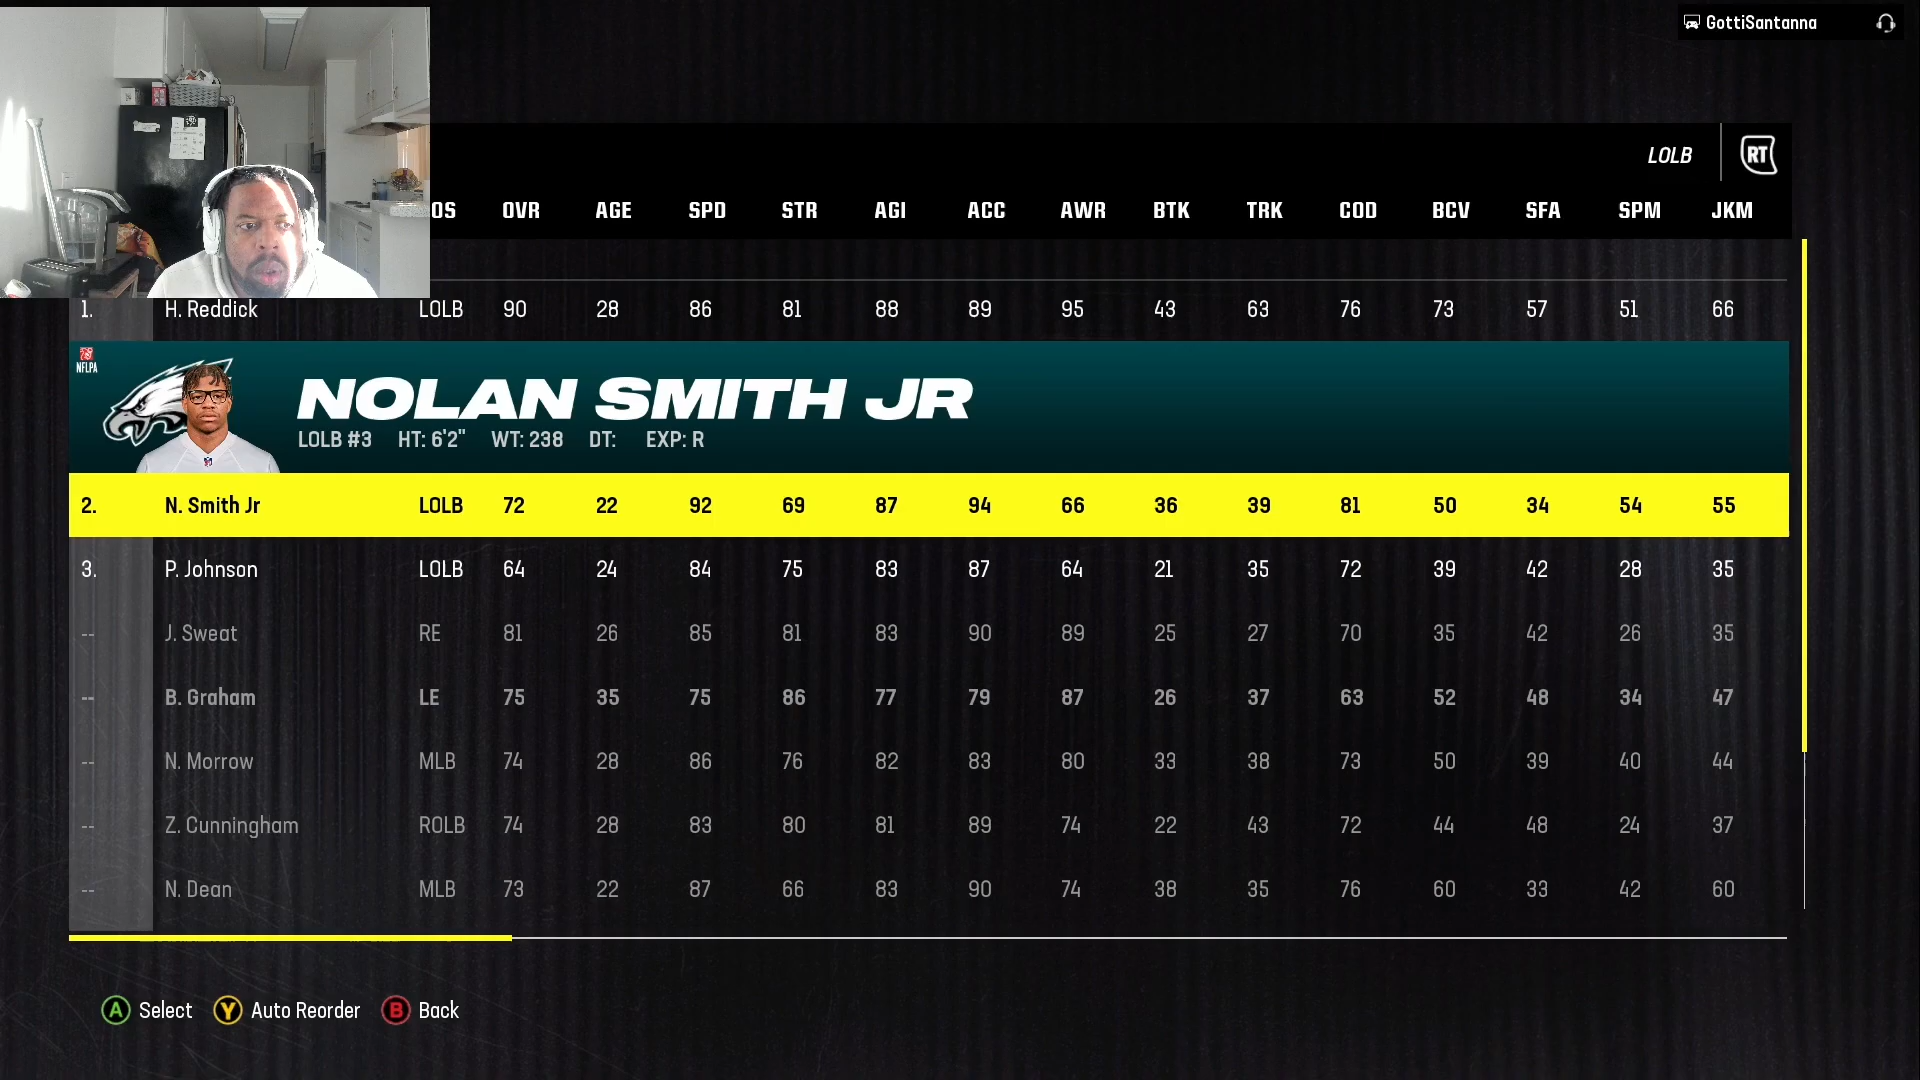 GottiSantanna
LOLB RT
OS OVR AGE SPD STR AGI ACC AWR BTK TRK COD BCV SFA SPM JKM
1. H. Reddick LOLB 90 28 86 81 88 89 95 43 63 76 73 57 51 66
NFLPA
NOLAN SMITH JR
LOLB #3 HT: 6'2" WT: 238 DT: EXP: R
2. N. Smith Jr LOLB 72 22 92 69 87 94 66 36 39 81 50 34 54 55
3. P. Johnson LOLB 64 24 84 75 83 87 64 21 35 72 39 42 28 35
-- J. Sweat RE 81 26 85 81 83 90 89 25 27 70 35 42 26 35
-- B. Graham LE 75 35 75 86 77 79 87 26 37 63 52 48 34 47
-- N. Morrow MLB 74 28 86 76 82 83 80 33 38 73 50 39 40 44
-- Z. Cunningham ROLB 74 28 83 80 81 89 74 22 43 72 44 48 24 37
-- N. Dean MLB 73 22 87 66 83 90 74 38 35 76 60 33 42 60
A Select Y Auto Reorder B Back